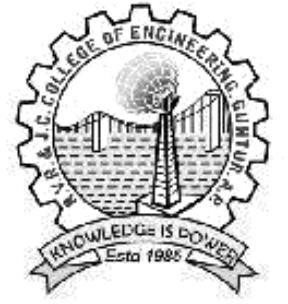 R.V.R. & J.C. COLLEGE OF ENGINEERING, GUNTUR, A.P.
KNOWLEDGE IS POWER
Estd 1985